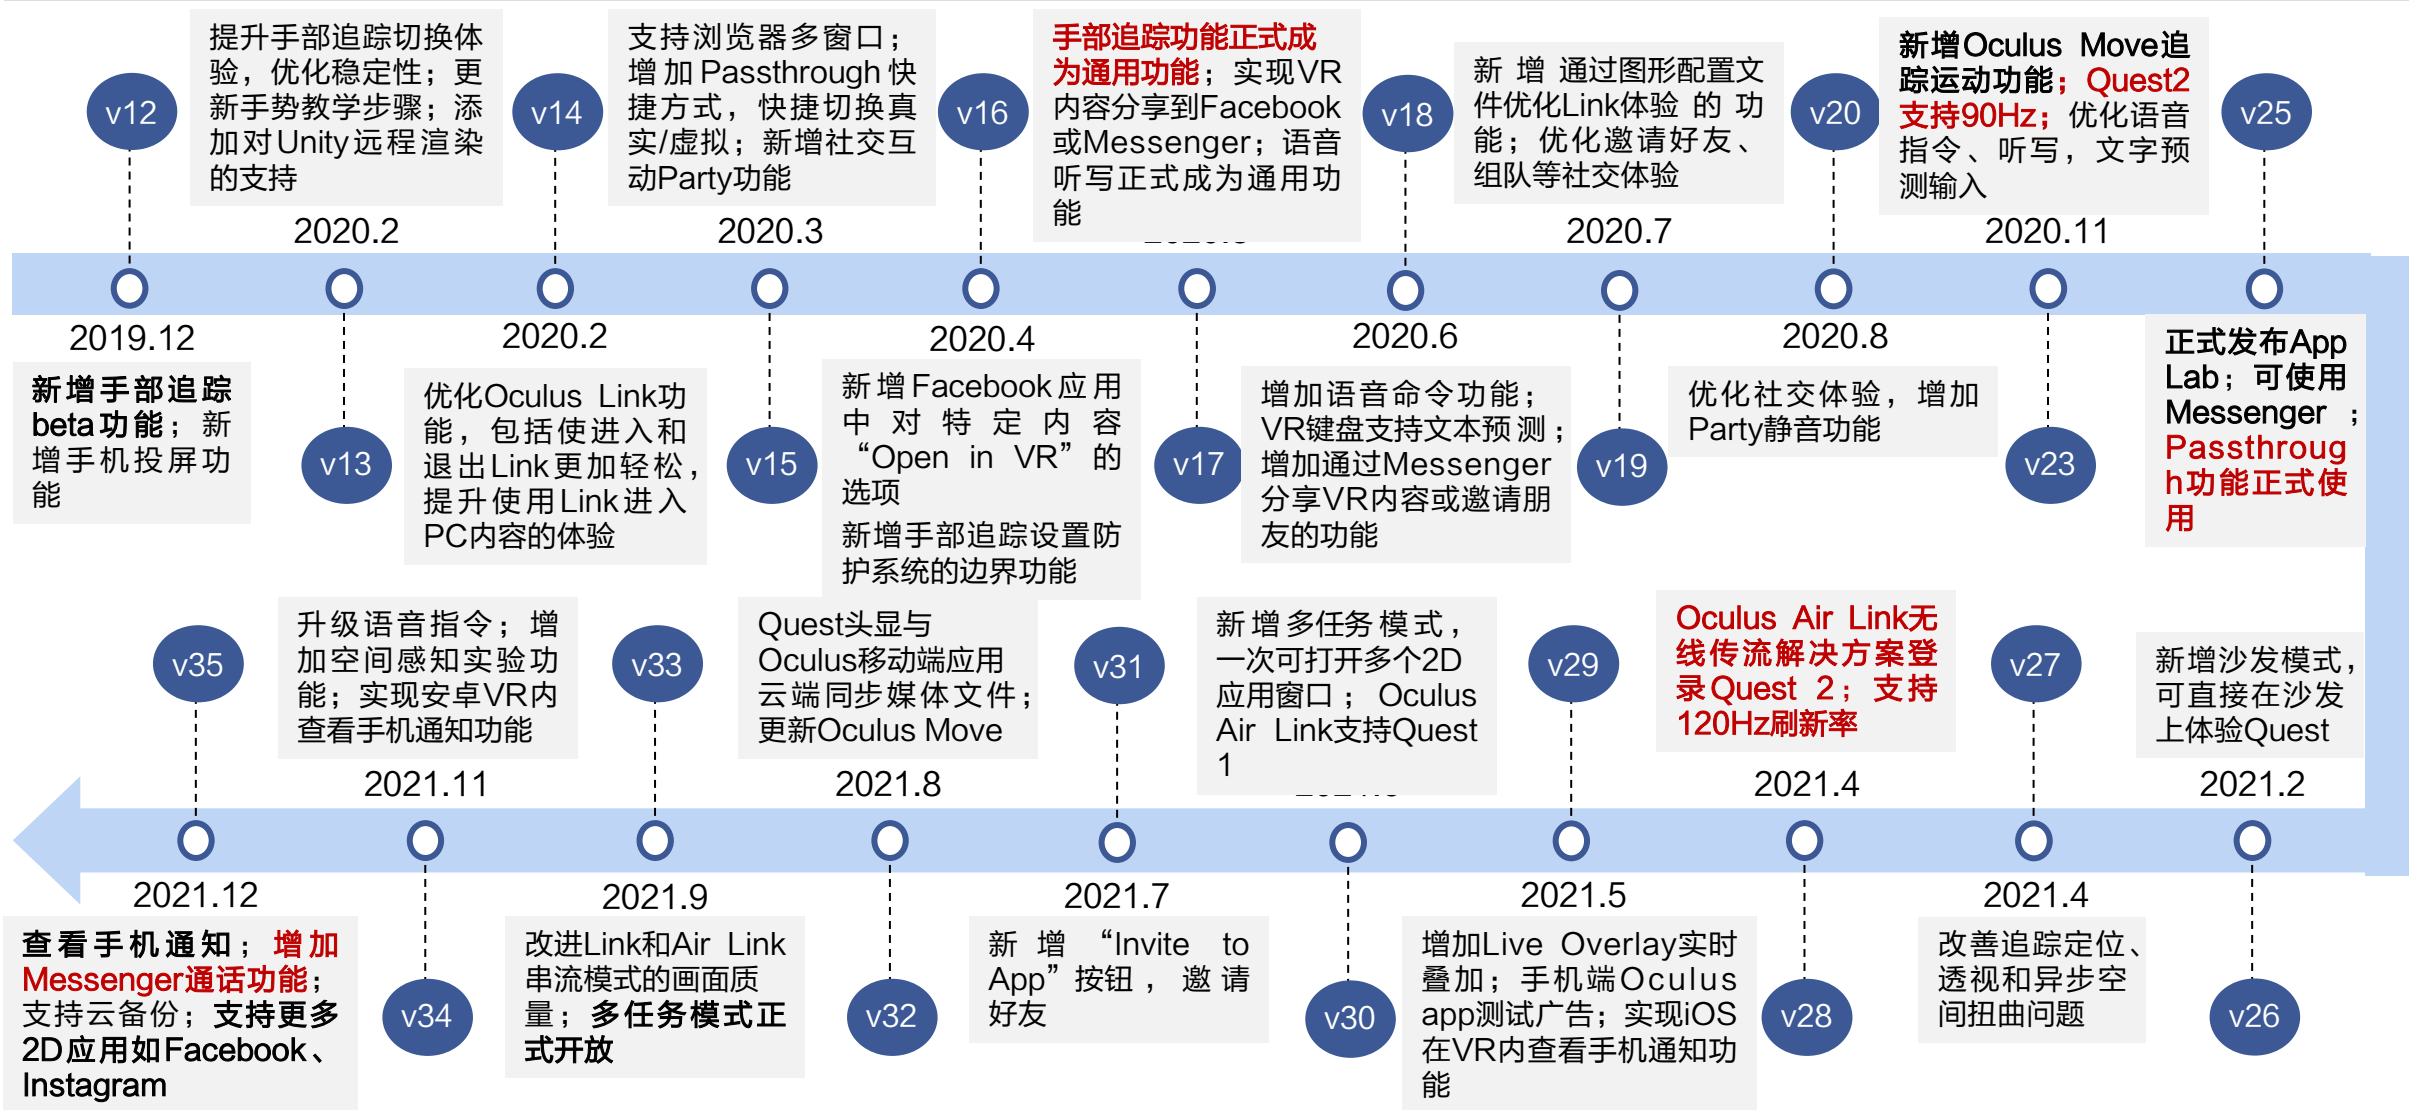 v12
提升手部追踪切换体
验，优化稳定性；更
新手势教学步骤；添
加对Unity远程渲染
的支持
v14
支持浏览器多窗口；
增加Passthrough快
捷方式，快捷切换真
实/虚拟；新增社交互
动Party功能
v16
手部追踪功能正式成
为通用功能；实现VR
内容分享到Facebook
或Messenger；语音
听写正式成为通用功
能
v18
新增 通过图形配置文
件优化Link体验 的 功
能；优化邀请好友、
组队等社交体验
v20
新增Oculus Move追
踪运动功能；Quest2
支持90Hz；优化语音
指令、听写，文字预
测输入
v25
2020.2
2020.3
2020.7
2020.11
2019.12
新增手部追踪
beta功能；新
增手机投屏功
能
v13
2020.2
优化Oculus Link功
能，包括使进入和
退出Link更加轻松，
提升使用Link进入
PC内容的体验
v15
2020.4
新增Facebook应用
中对特定内容
“Open in VR”的
选项
新增手部追踪设置防
护系统的边界功能
v17
2020.6
增加语音命令功能；
VR键盘支持文本预测；
增加通过Messenger
分享VR内容或邀请朋
友的功能
v19
2020.8
优化社交体验，增加
Party静音功能
v23
正式发布App
Lab；可使用
Messenger；
Passthroug
h功能正式使
用
v35
升级语音指令；增
加空间感知实验功
能；实现安卓VR内
查看手机通知功能
v33
Quest头显与
Oculus移动端应用
云端同步媒体文件；
更新Oculus Move
v31
新增多任务模式，
一次可打开多个2D
应用窗口； Oculus
Air Link支持Quest
1
v29
Oculus Air Link无
线传流解决方案登
录Quest 2；支持
120Hz刷新率
v27
新增沙发模式，
可直接在沙发
上体验Quest
2021.11
2021.8
2021.4
2021.2
2021.12
查看手机通知；增加
Messenger通话功能；
支持云备份；支持更多
2D应用如Facebook、
Instagram
v34
2021.9
改进Link和Air Link
串流模式的画面质
量；多任务模式正
式开放
v32
2021.7
新增“Invite to
App”按钮，邀请
好友
v30
2021.5
增加Live Overlay实时
叠加；手机端Oculus
app测试广告；实现iOS
在VR内查看手机通知功
能
v28
2021.4
改善追踪定位、
透视和异步空
间扭曲问题
v26